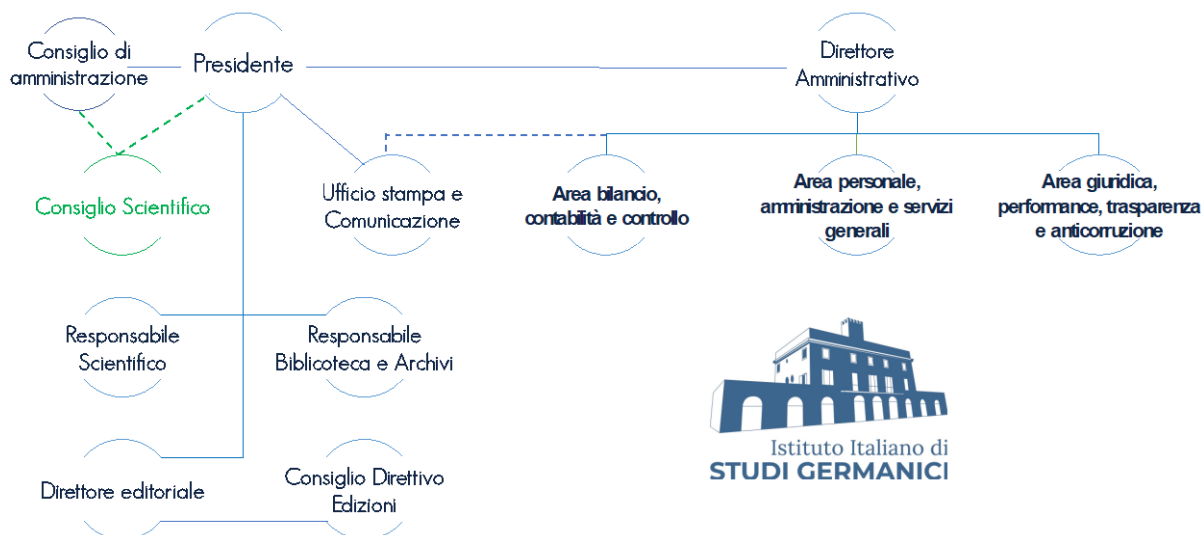 Consiglio di
amministrazione
Presidente
Direttore
Amministrativo
Consiglio Scientifico
Ufficio stampa e
Comunicazione
Area bilancio,
contabilità e controllo
Area personale,
amministrazione e servizi
generali
Area giuridica,
performance, trasparenza
e anticorruzione
Responsabile
Scientifico
Responsabile
Biblicoteca e Archivi
Direttore editoriale
Consiglio Direttivo
Edizioni
Istituto Italiano di
STUDI GERMANICI